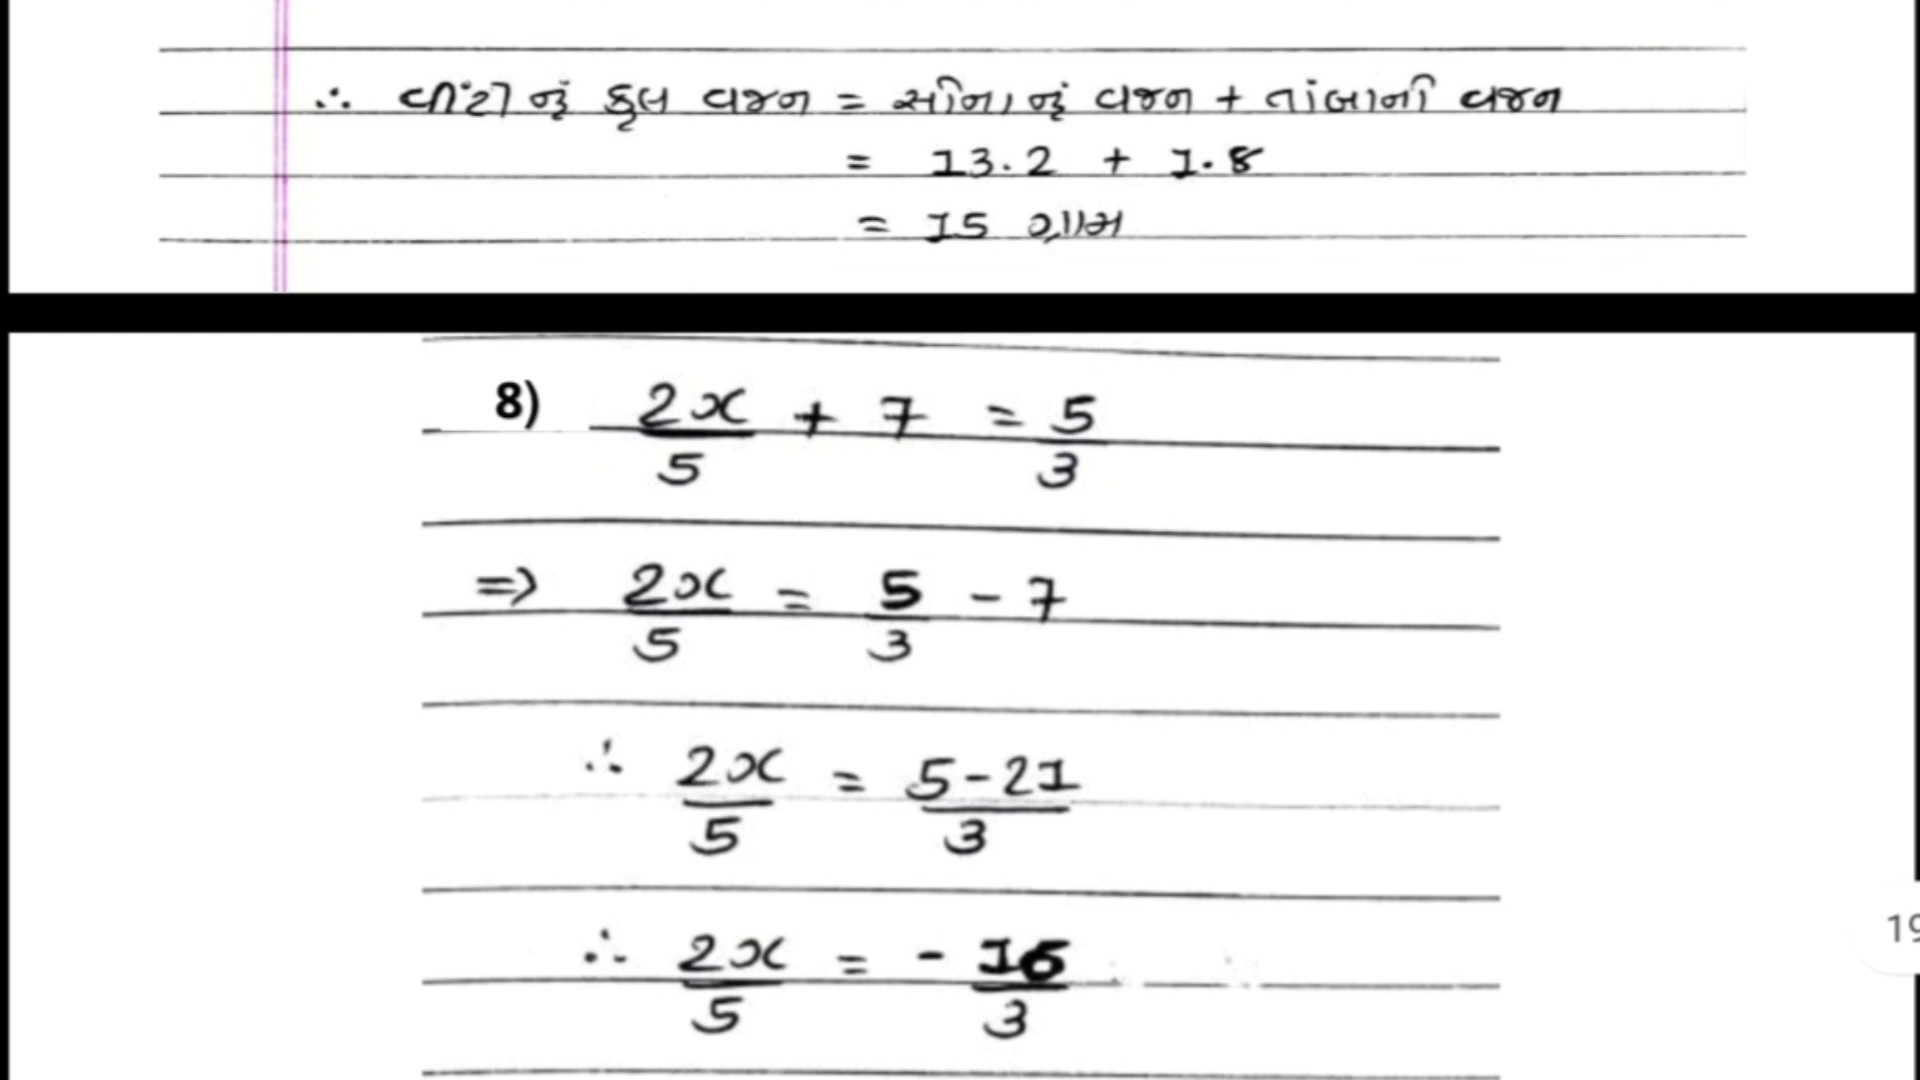 ∴ વીંટીનું કુલ વજન = સોનાનું વજન + તાંબાની વજન
= 13.2 + 1.8
= 15 ગ્રામ
8) 2x/5 + 7 = 5/3
⇒ 2x/5 = 5/3 - 7
∴ 2x/5 = 5-21/3
∴ 2x/5 = - 16/3
19